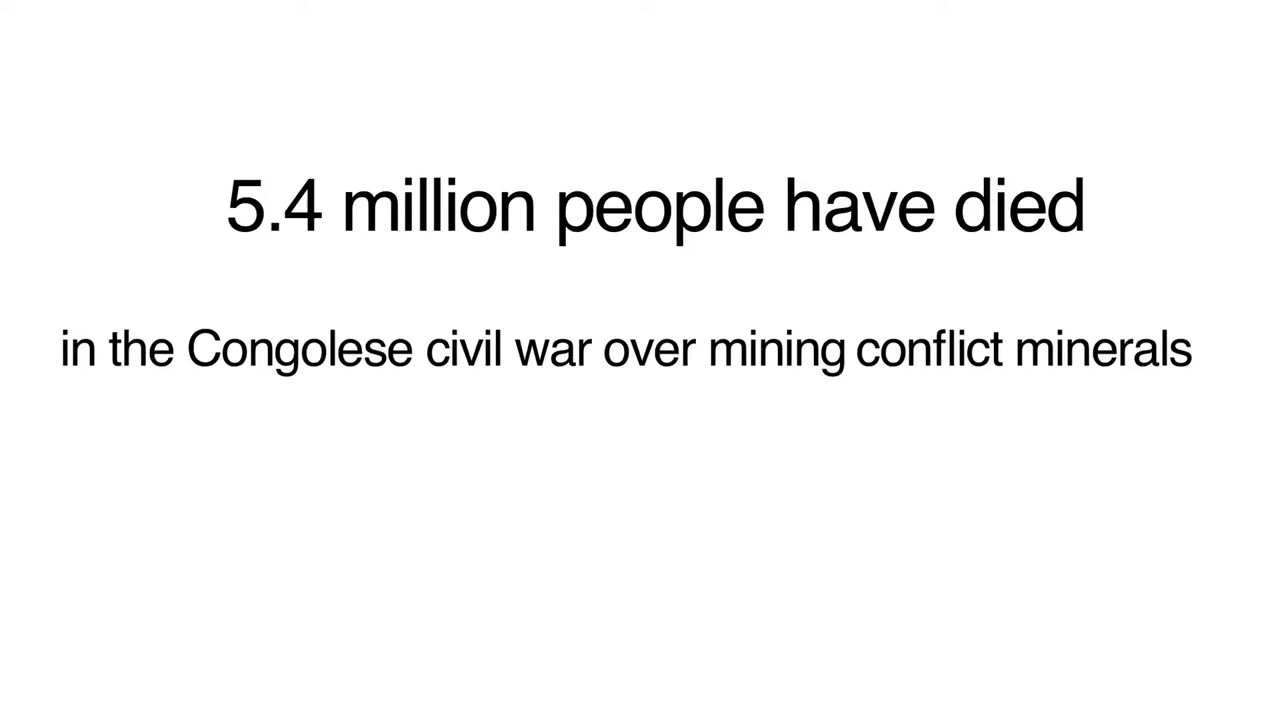 5.4 million people have died
in the Congolese civil war over mining conflict minerals